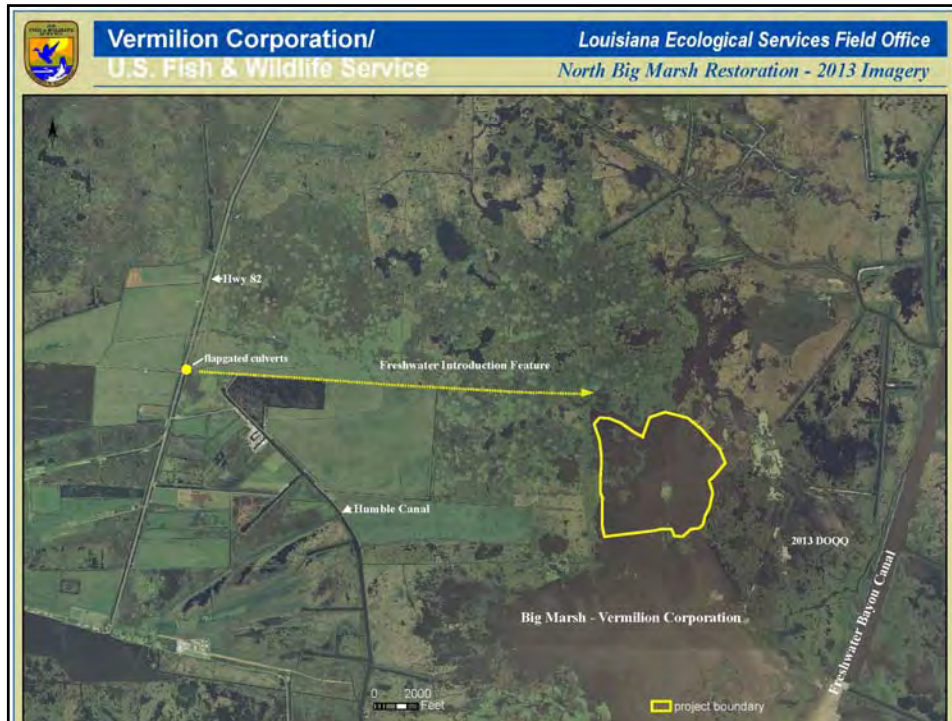 Vermilion Corporation/
U.S. Fish & Wildlife Service
Louisiana Ecological Services Field Office
North Big Marsh Restoration - 2013 Imagery
Hwy 82
flapgated culverts
Freshwater Introduction Feature
Humble Canal
2013 DOQQ
Big Marsh - Vermilion Corporation
Freshwater Bayou Canal
0 2000
Feet
project boundary